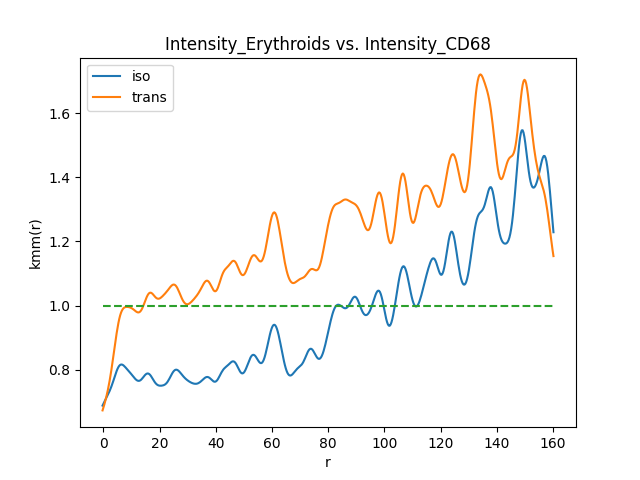 Intensity_Erythroids vs. Intensity_CD68
iso
trans
kmm(r)
1.6
1.4
1.2
1.0
0.8
0 20 40 60 80 100 120 140 160
r